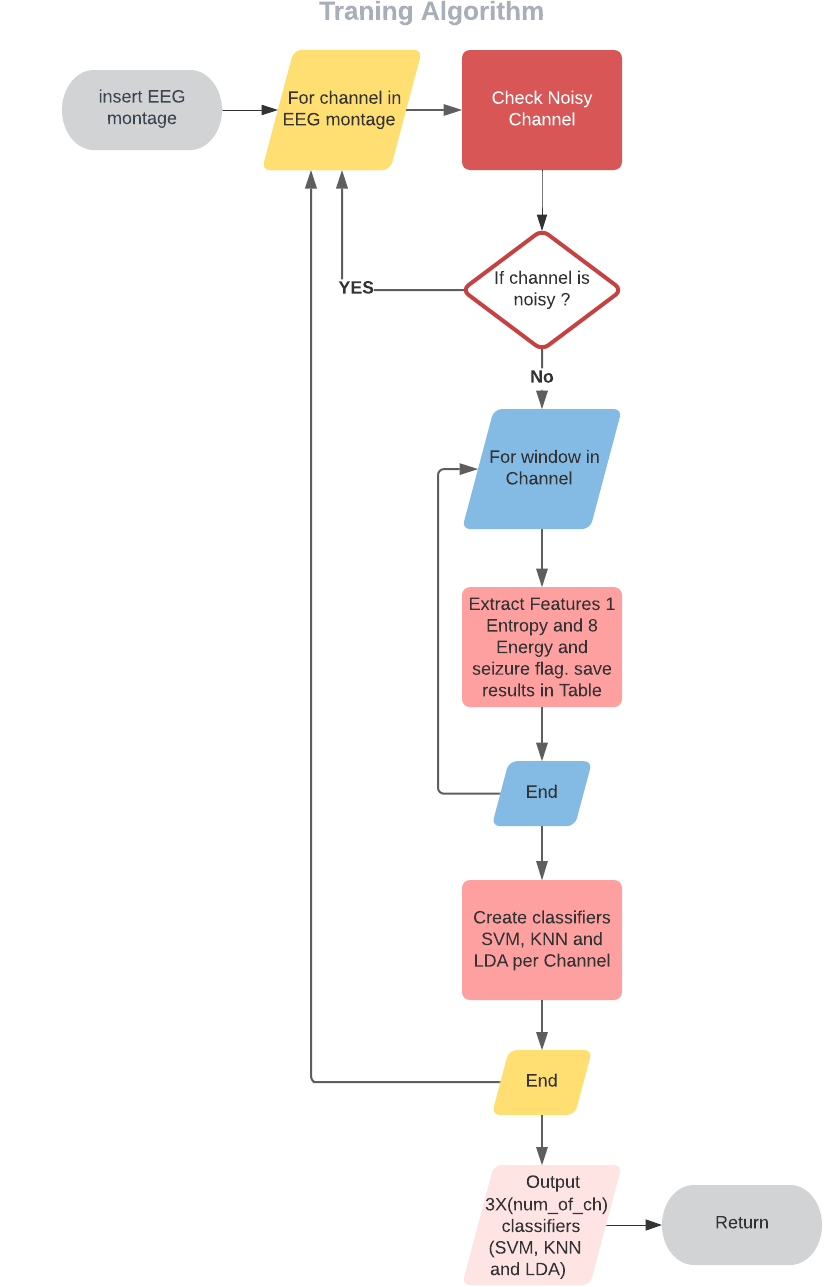 Traning Algorithm
insert EEG
montage
For channel in
EEG montage
Check Noisy
Channel
If channel is
noisy ?
YES
No
For window in
Channel
Extract Features 1
Entropy and 8
Energy and
seizure flag. save
results in Table
End
Create classifiers
SVM, KNN and
LDA per Channel
End
Output
3X(num_of_ch)
classifiers
(SVM, KNN
and LDA)
Return